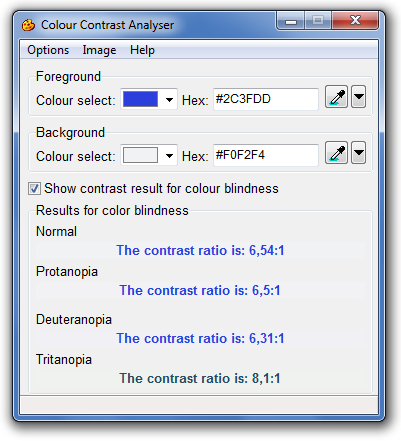 Colour Contrast Analyser
Options Image Help
Foreground
Colour select: Hex: #2C3FDD
Background
Colour select: Hex: #F0F2F4
Show contrast result for colour blindness
Results for color blindness
Normal
The contrast ratio is: 6,54:1
Protanopia
The contrast ratio is: 6,5:1
Deuteranopia
The contrast ratio is: 6,31:1
Tritanopia
The contrast ratio is: 8,1:1